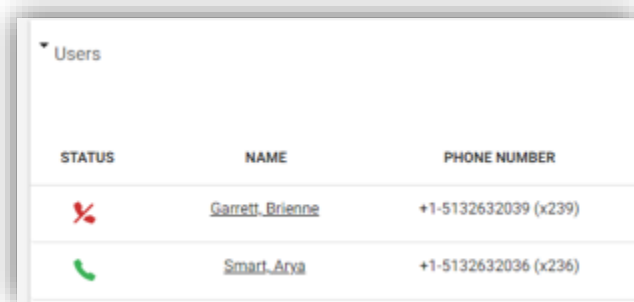 Users
STATUS NAME PHONE NUMBER
Garrett, Brienne +1-5132632039 (x239)
Smart, Arya +1-5132632036 (x236)